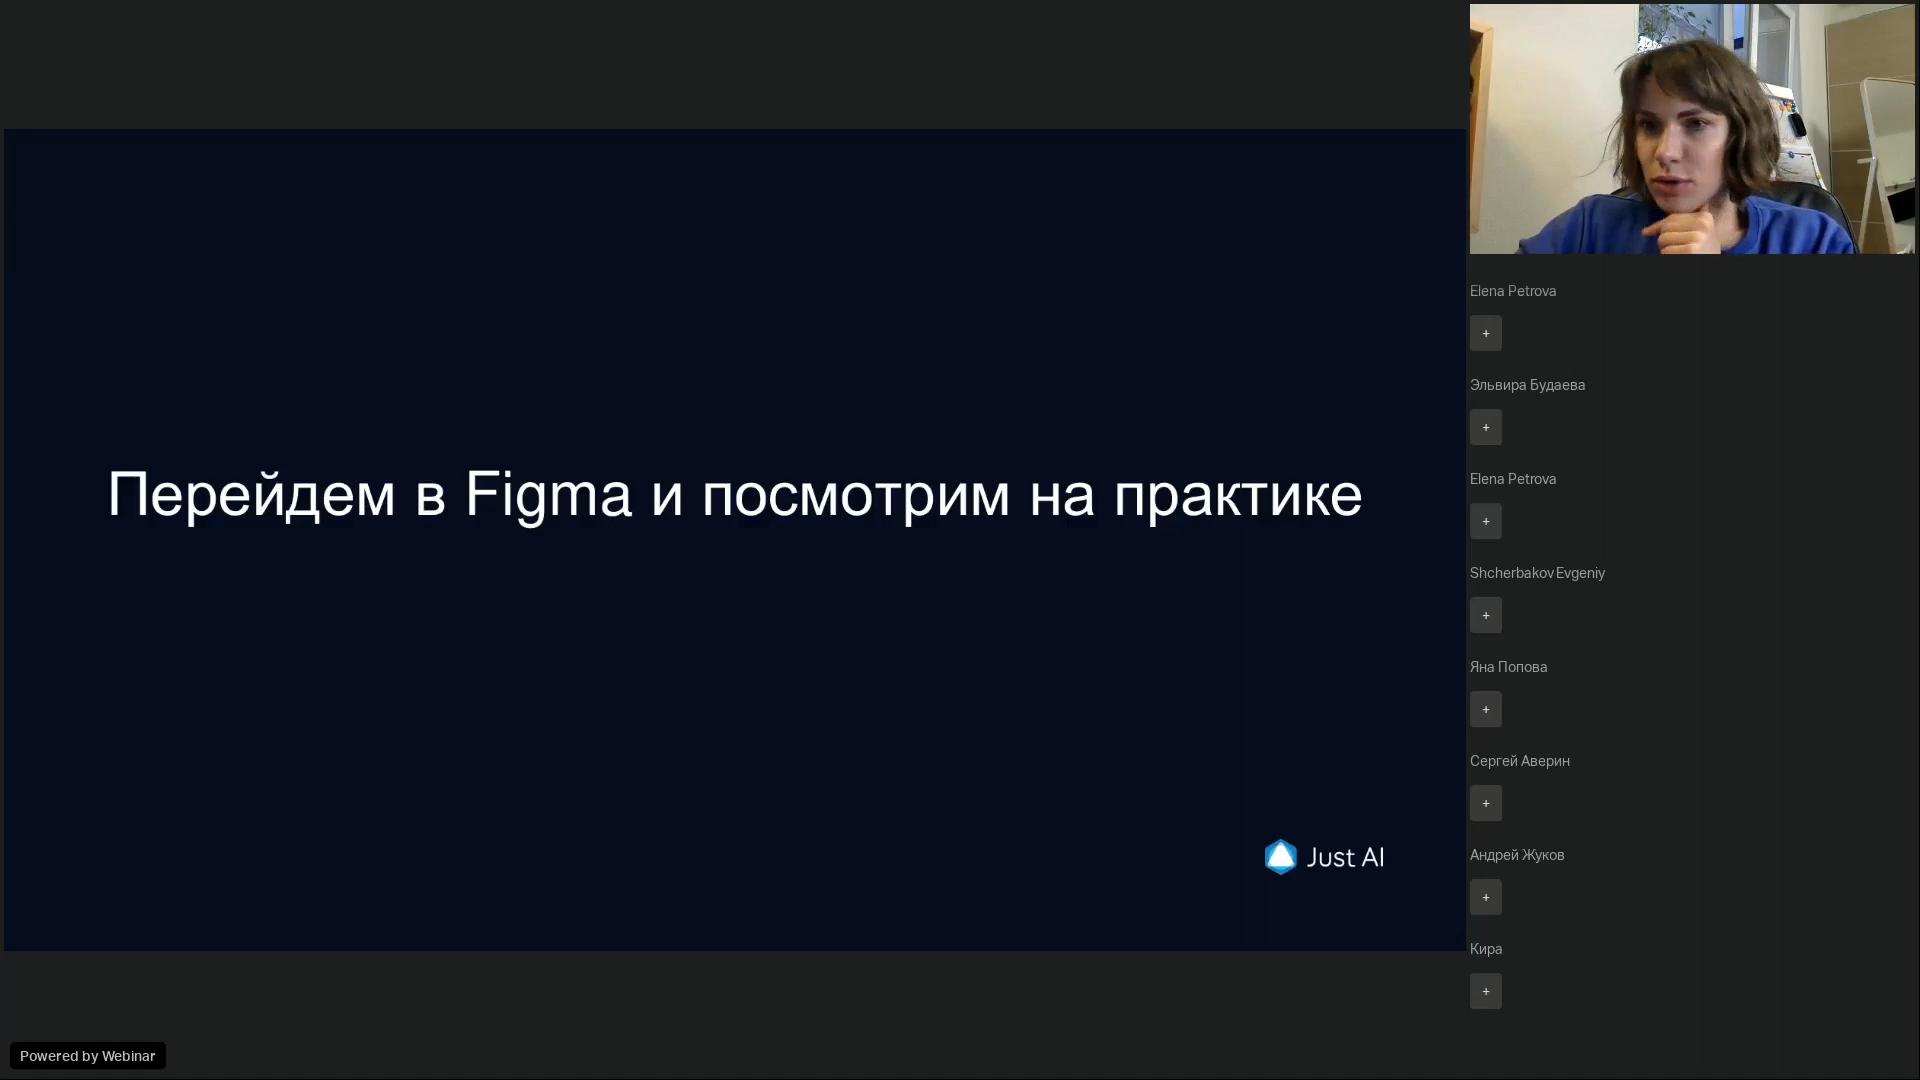 Перейдем в Figma и посмотрим на практике
Just AI
Elena Petrova
+
Эльвира Будаева
+
Elena Petrova
+
Shcherbakov Evgeniy
+
Яна Попова
+
Сергей Аверин
+
Андрей Жуков
+
Кира
+
Powered by Webinar